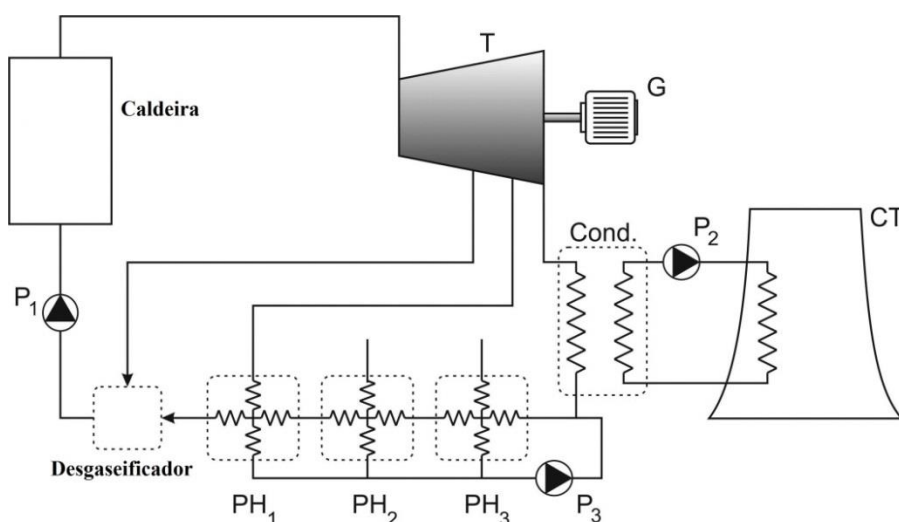 T
G
Caldeira
CT
Cond.
P₂
P₁
Desgaseificador
PH₁
PH₂
PH₃
P₃